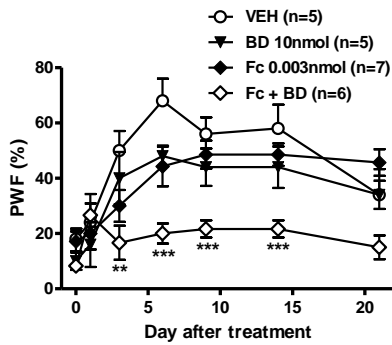 VEH (n=5)
BD 10nmol (n=5)
Fc 0.003nmol (n=7)
Fc + BD (n=6)
80
60
40
20
0
PWF (%)
** *** *** ***
0 5 10 15 20
Day after treatment